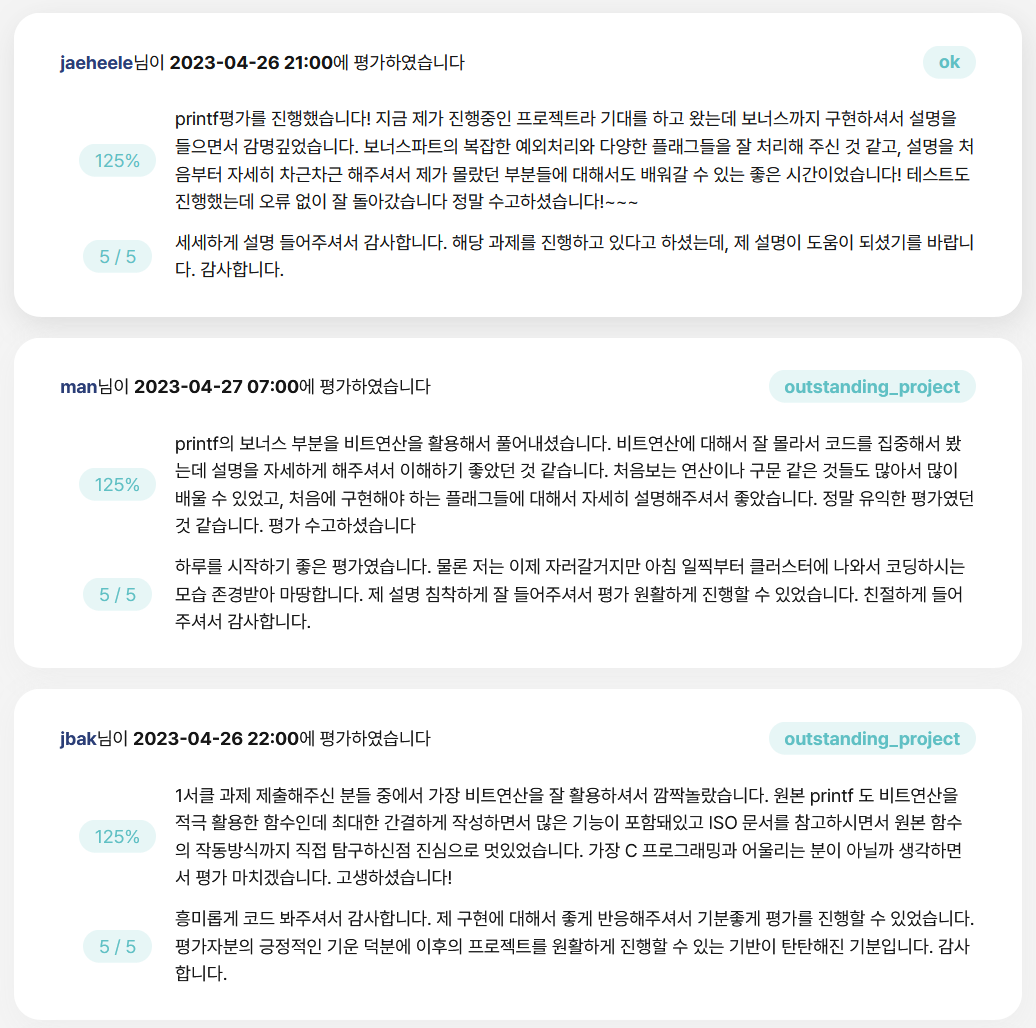 jaeheele님이 2023-04-26 21:00에 평가하였습니다
ok
printf평가를 진행했습니다! 지금 제가 진행중인 프로젝트라 기대를 하고 왔는데 보너스까지 구현하셔서 설명을
들으면서 감명깊었습니다. 보너스파트의 복잡한 예외처리와 다양한 플래그들을 잘 처리해 주신 것 같고, 설명을 처
125%
음부터 자세히 차근차근 해주셔서 제가 몰랐던 부분들에 대해서도 배워갈 수 있는 좋은 시간이었습니다! 테스트도
진행했는데 오류 없이 잘 돌아갔습니다 정말 수고하셨습니다!~~~
5 / 5
세세하게 설명 들어주셔서 감사합니다. 해당 과제를 진행하고 있다고 하셨는데, 제 설명이 도움이 되셨기를 바랍니
다. 감사합니다.
man님이 2023-04-27 07:00에 평가하였습니다
outstanding_project
printf의 보너스 부분을 비트연산을 활용해서 풀어내셨습니다. 비트연산에 대해서 잘 몰라서 코드를 집중해서 봤
는데 설명을 자세하게 해주셔서 이해하기 좋았던 것 같습니다. 처음보는 연산이나 구문 같은 것들도 많아서 많이
125%
배울 수 있었고, 처음에 구현해야 하는 플래그들에 대해서 자세히 설명해주셔서 좋았습니다. 정말 유익한 평가였던
것 같습니다. 평가 수고하셨습니다
하루를 시작하기 좋은 평가였습니다. 물론 저는 이제 자러갈거지만 아침 일찍부터 클러스터에 나와서 코딩하시는
5 / 5
모습 존경받아 마땅합니다. 제 설명 침착하게 잘 들어주셔서 평가 원활하게 진행할 수 있었습니다. 친절하게 들어
주셔서 감사합니다.
jbak님이 2023-04-26 22:00에 평가하였습니다
outstanding_project
1서클 과제 제출해주신 분들 중에서 가장 비트연산을 잘 활용하셔서 깜짝놀랐습니다. 원본 printf 도 비트연산을
적극 활용한 함수인데 최대한 간결하게 작성하면서 많은 기능이 포함돼있고 ISO 문서를 참고하시면서 원본 함수
125%
의 작동방식까지 직접 탐구하신점 진심으로 멋있었습니다. 가장 C 프로그래밍과 어울리는 분이 아닐까 생각하면
서 평가 마치겠습니다. 고생하셨습니다!
흥미롭게 코드 봐주셔서 감사합니다. 제 구현에 대해서 좋게 반응해주셔서 기분좋게 평가를 진행할 수 있었습니다.
5 / 5
평가자분의 긍정적인 기운 덕분에 이후의 프로젝트를 원활하게 진행할 수 있는 기반이 탄탄해진 기분입니다. 감사
합니다.